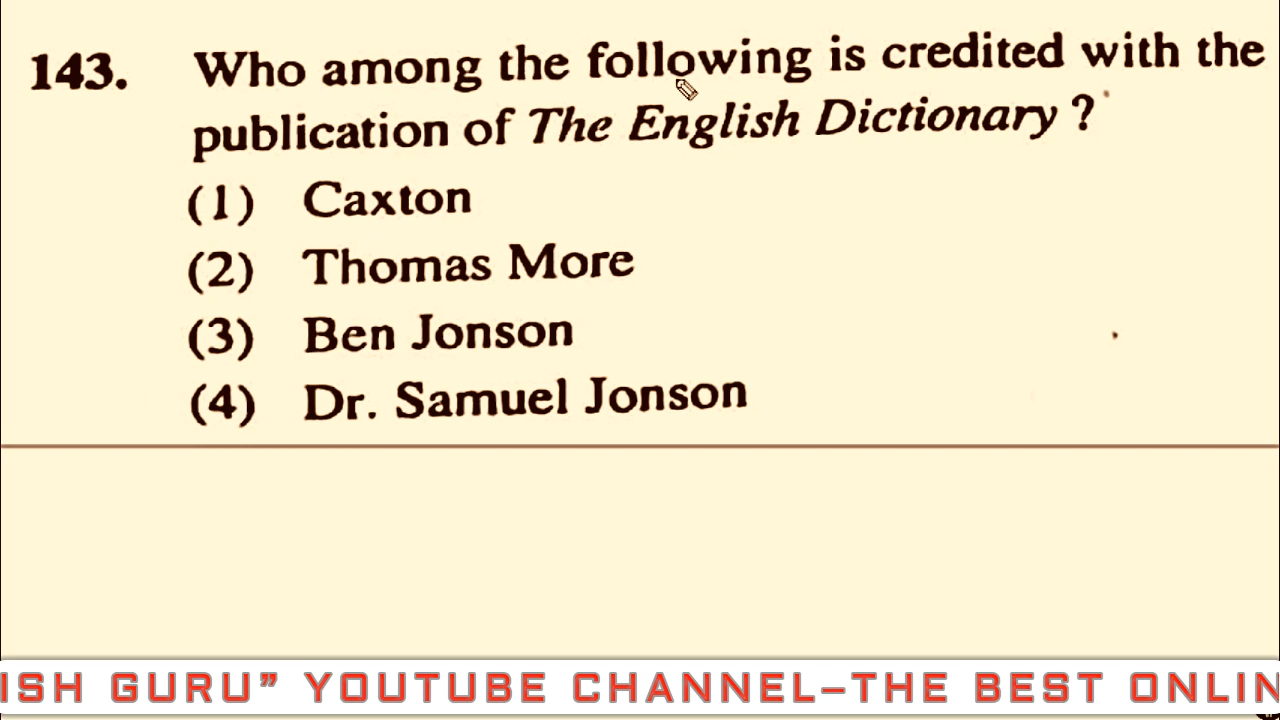 143. Who among the following is credited with the
publication of The English Dictionary ?
(1) Caxton
(2) Thomas More
(3) Ben Jonson
(4) Dr. Samuel Jonson
ISH GURU” YOUTUBE CHANNEL–THE BEST ONLIN